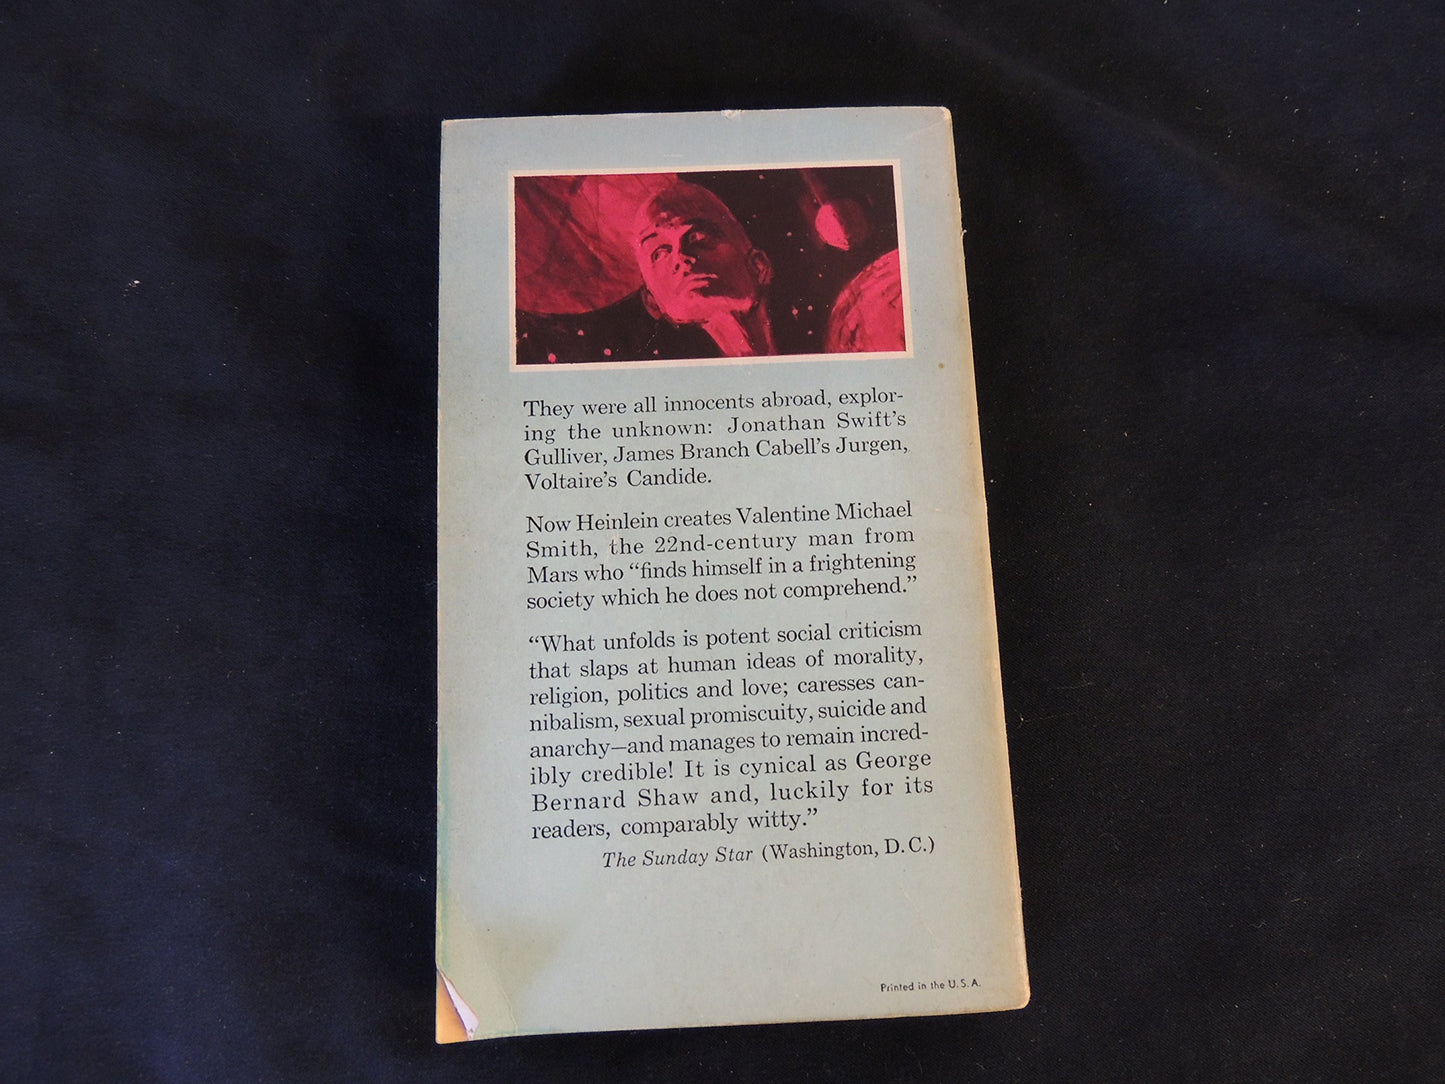 They were all innocents abroad, explor-
ing the unknown: Jonathan Swift's
Gulliver, James Branch Cabell's Jurgen,
Voltaire's Candide.
Now Heinlein creates Valentine Michael
Smith, the 22nd-century man from
Mars who “finds himself in a frightening
society which he does not comprehend.”
“What unfolds is potent social criticism
that slaps at human ideas of morality,
religion, politics and love; caresses can-
nibalism, sexual promiscuity, suicide and
anarchy—and manages to remain incred-
ibly credible! It is cynical as George
Bernard Shaw and, luckily for its
readers, comparably witty.”
The Sunday Star (Washington, D.C.)
Printed in the U.S.A.